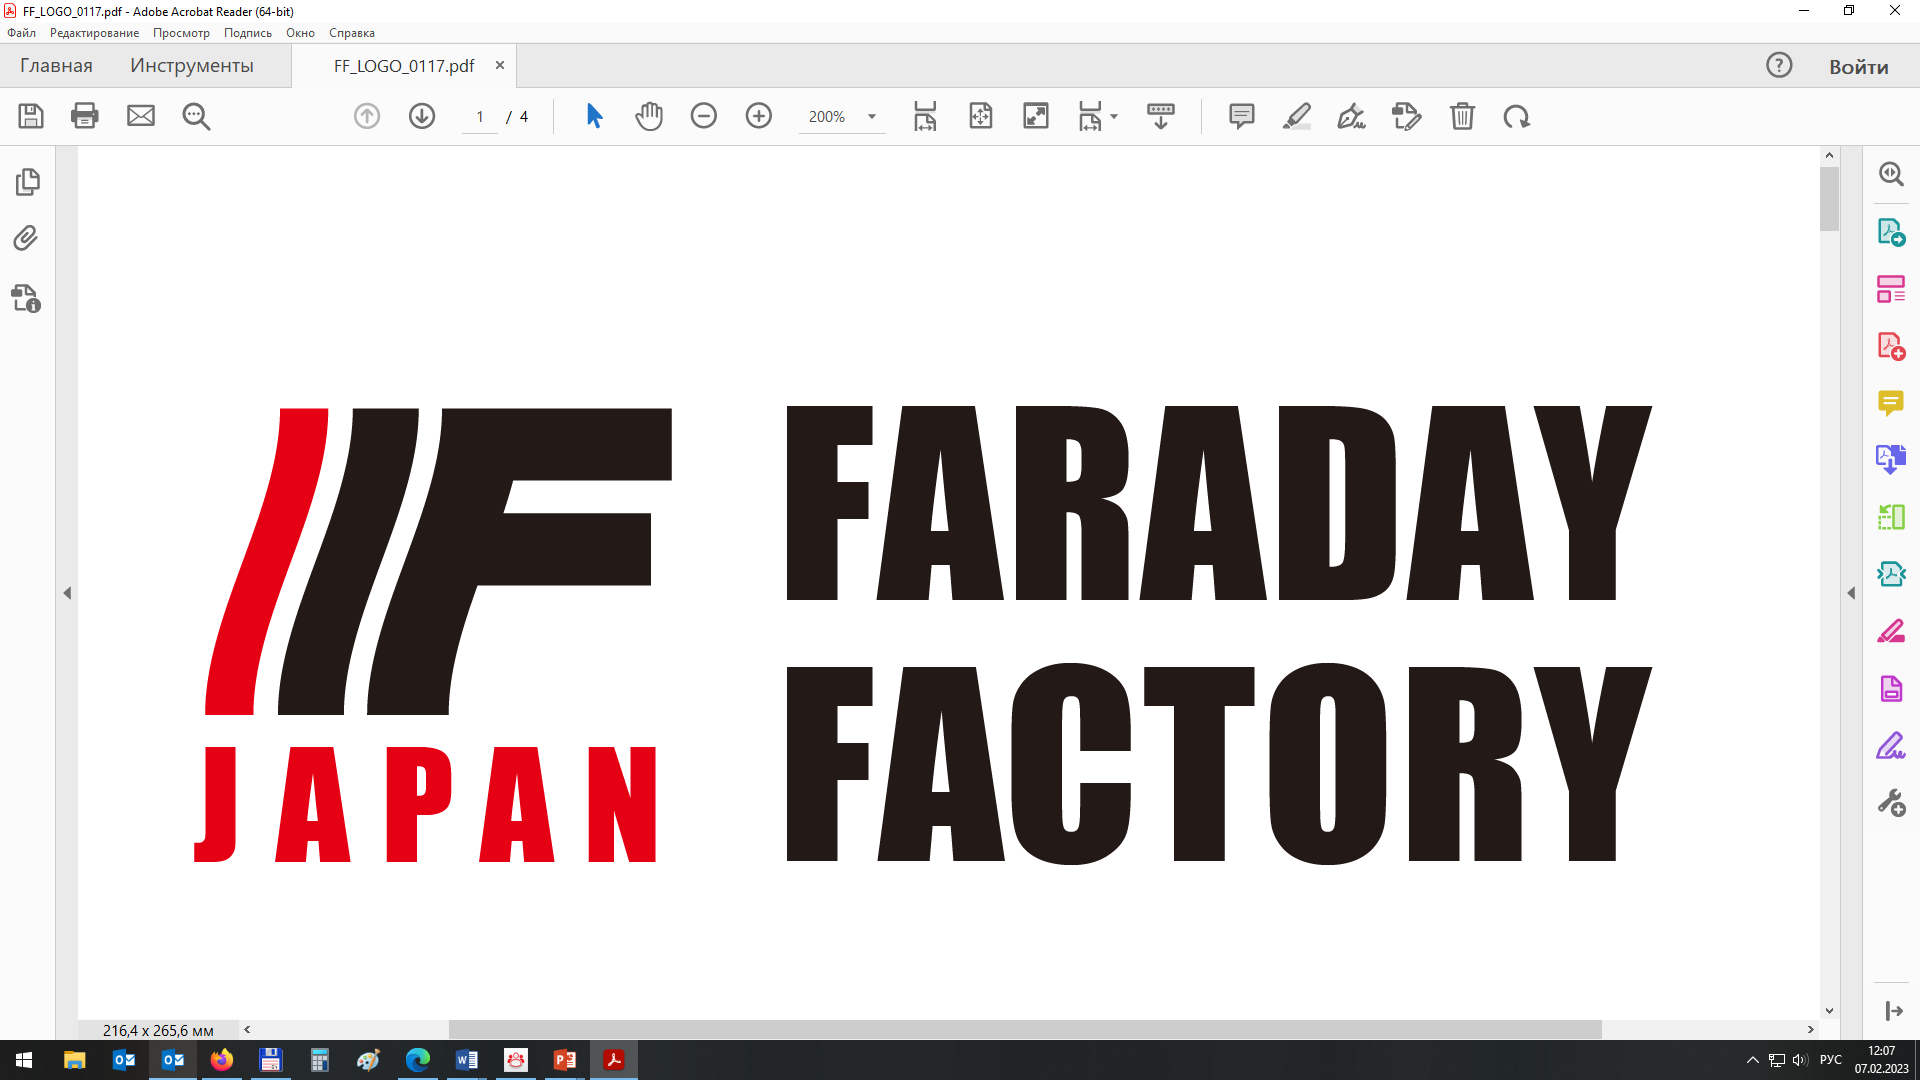 FF_LOGO_0117.pdf - Adobe Acrobat Reader (64-bit)
Файл Редактирование Просмотр Подпись Окно Справка
Главная Инструменты FF_LOGO_0117.pdf Войти
1 / 4 200%
FARADAY
FACTORY
JAPAN
216,4 x 265,6 мм
РУС
12:07
07.02.2023